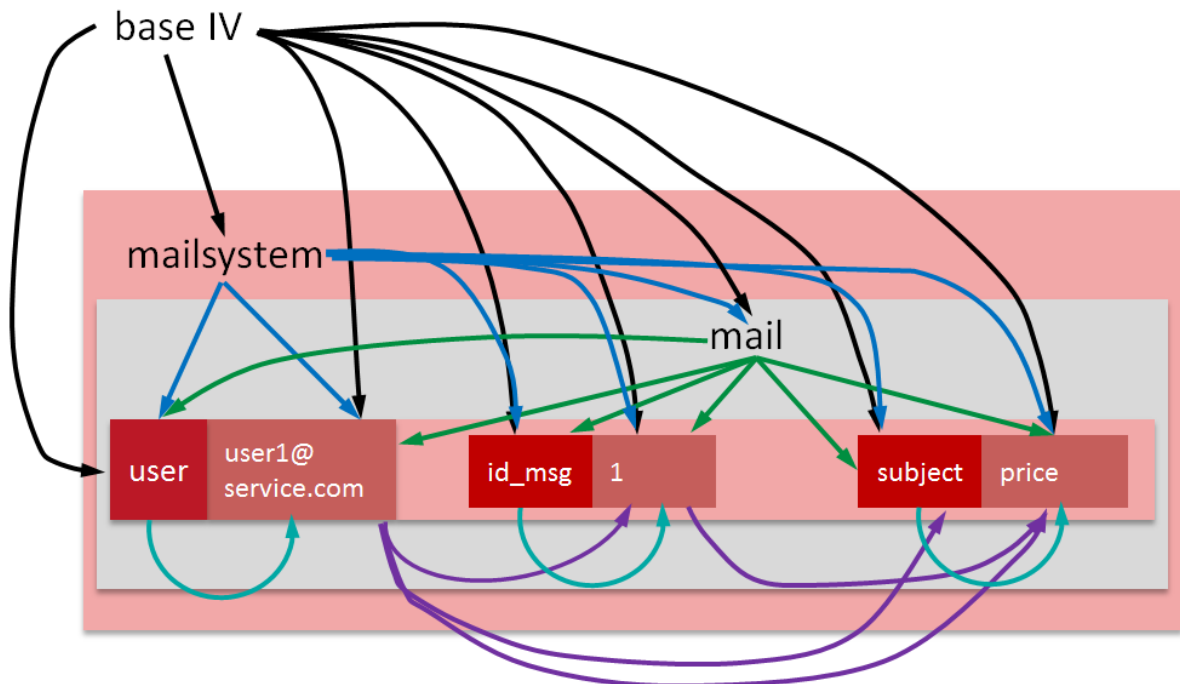 base IV
mailsystem
mail
user
user1@
service.com
id_msg
1
subject
price